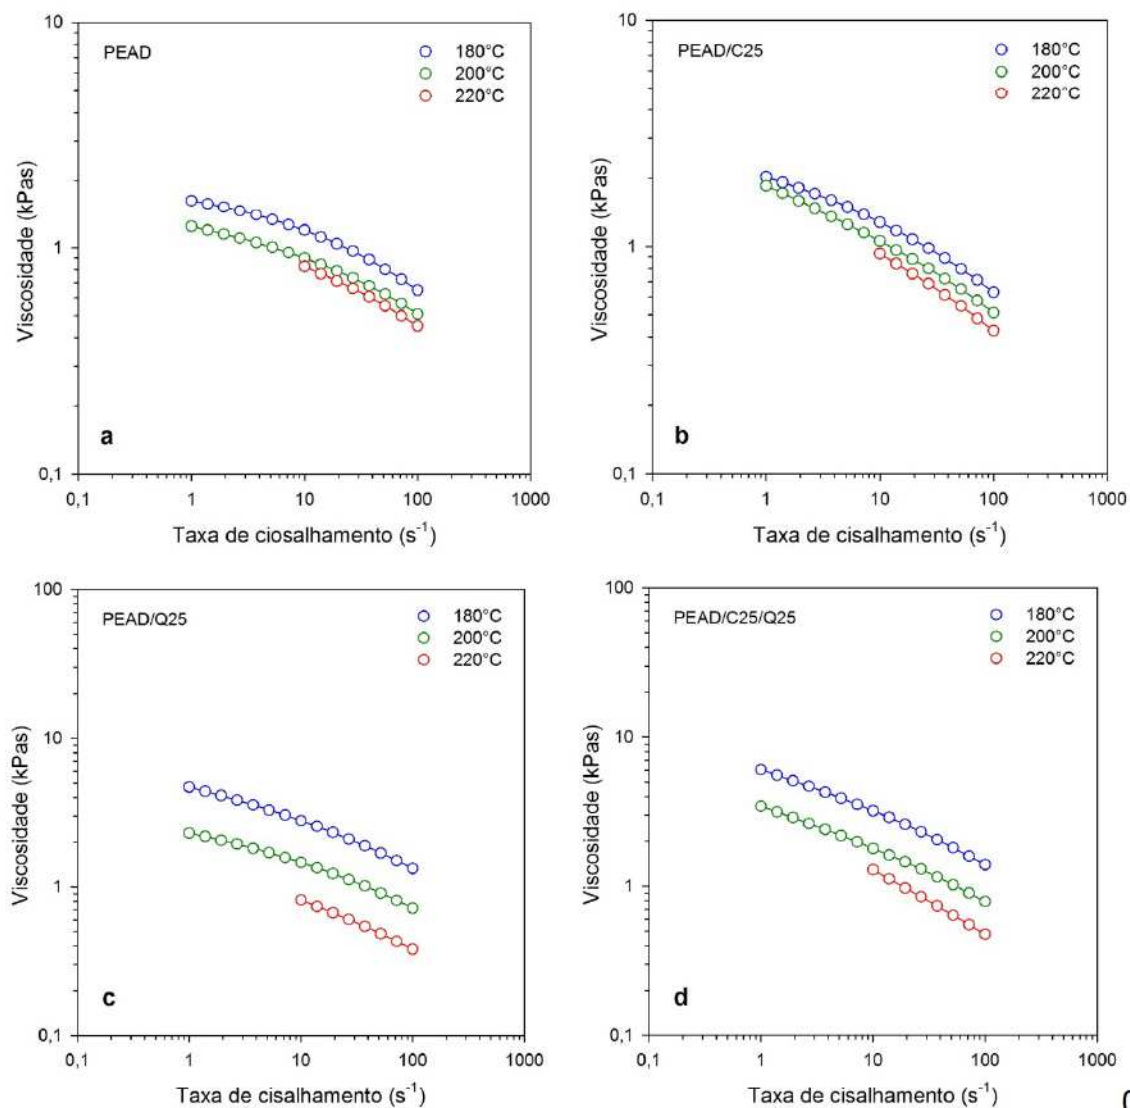 10
PEAD
180°C
200°C
220°C
Viscosidade (kPas)
1
a
0,1
0,1 1 10 100 1000
Taxa de ciosalhamento (s⁻¹)
10
PEAD/C25
180°C
200°C
220°C
Viscosidade (kPas)
1
b
0,1
0,1 1 10 100 1000
Taxa de cisalhamento (s⁻¹)
100
PEAD/Q25
180°C
200°C
220°C
10
Viscosidade (kPas)
1
c
0,1
0,1 1 10 100 1000
Taxa de cisalhamento (s⁻¹)
100
PEAD/C25/Q25
180°C
200°C
220°C
10
Viscosidade (kPas)
1
d
0,1
0,1 1 10 100 1000
Taxa de cisalhamento (s⁻¹)